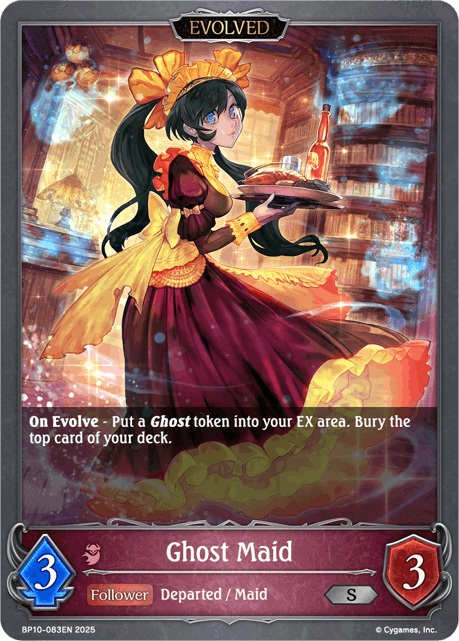 EVOLVED
On Evolve - Put a Ghost token into your EX area. Bury the
top card of your deck.
Ghost Maid
3
Follower
Departed / Maid
S
3
BP10-083EN 2025
© Cygames, Inc.